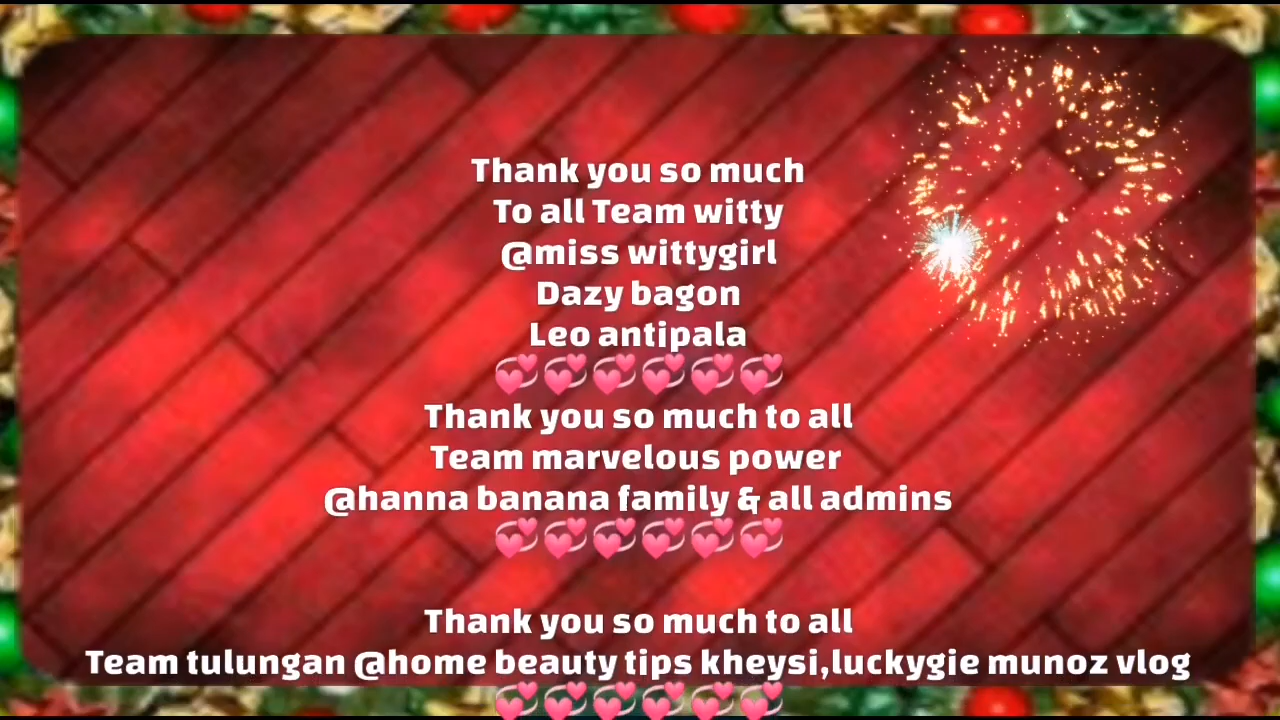 Thank you so much
To all Team witty
@miss wittygirl
Dazy bagon
Leo antipala
💞💞💞💞💞💞
Thank you so much to all
Team marvelous power
@hanna banana family & all admins
💞💞💞💞💞💞
Thank you so much to all
Team tulungan @home beauty tips kheysi,luckygie munoz vlog
💞💞💞💞💞💞